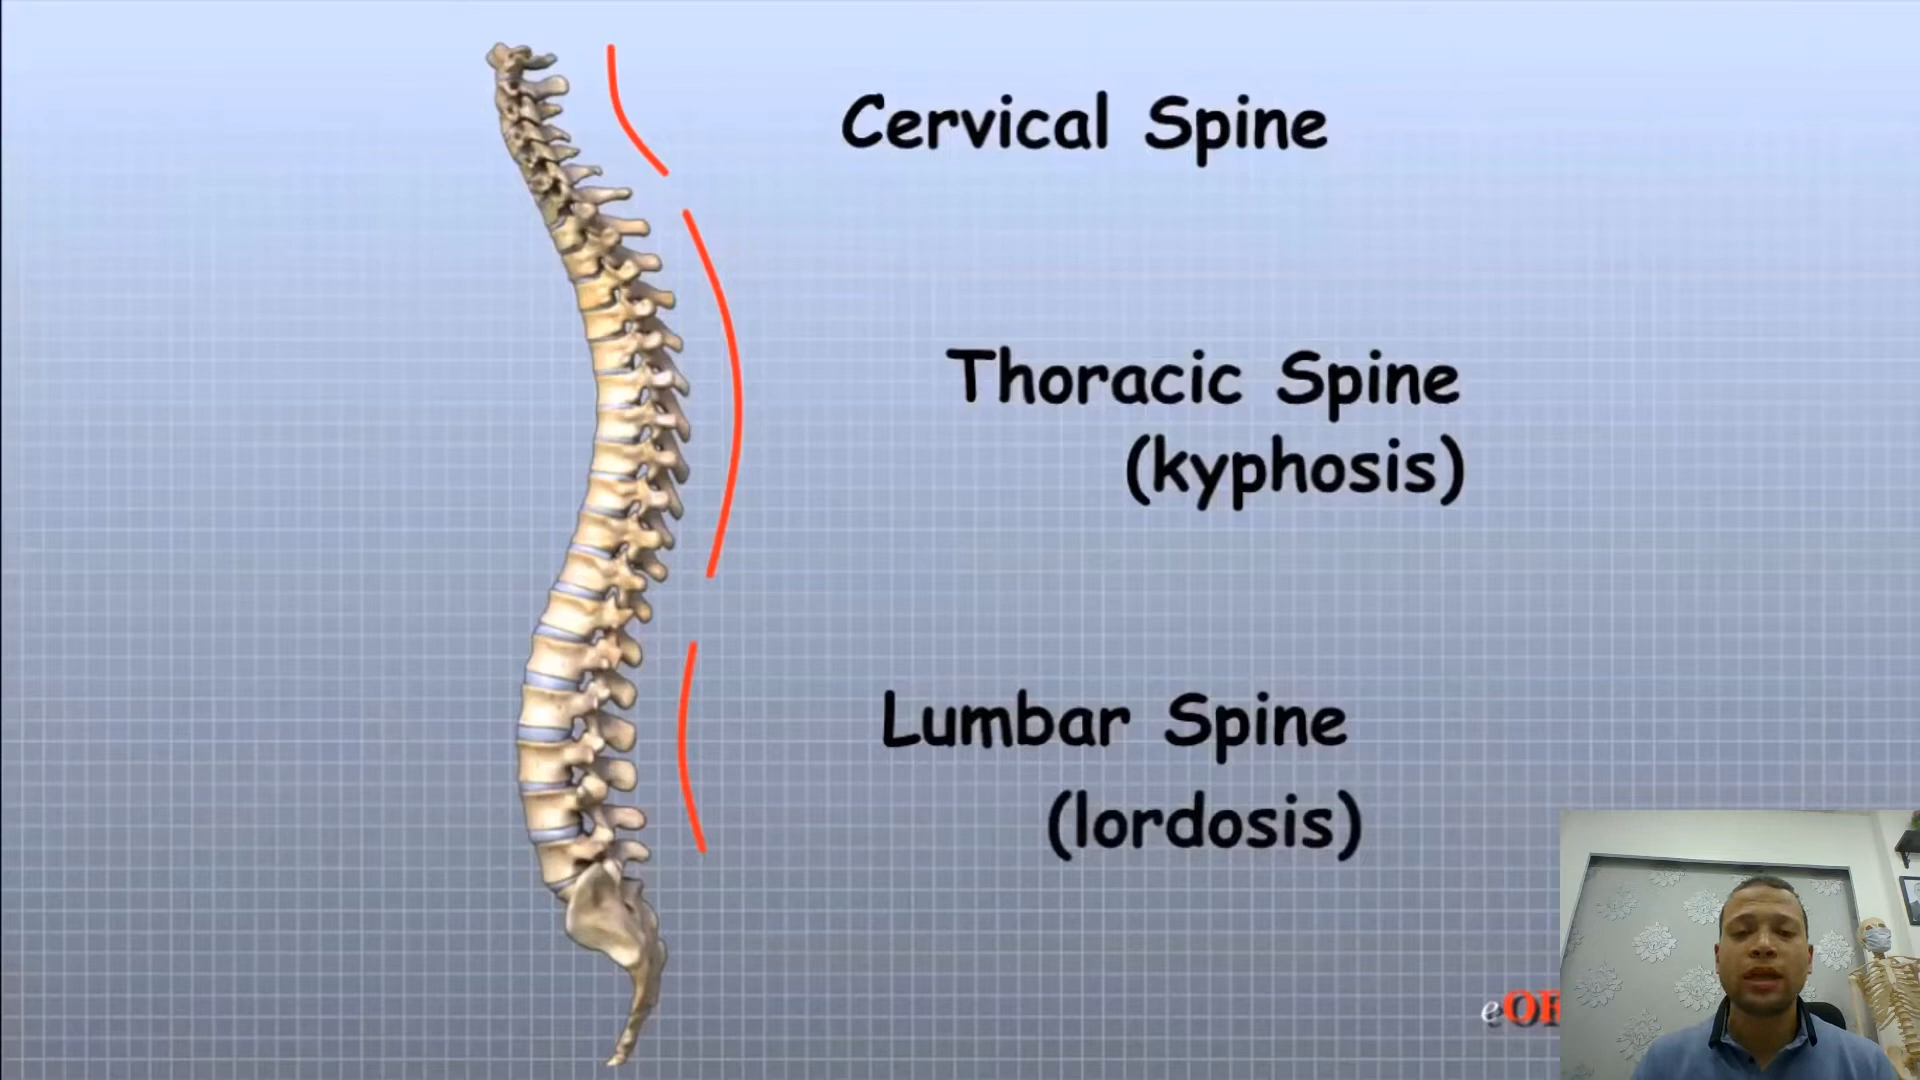 Cervical Spine
Thoracic Spine
(kyphosis)
Lumbar Spine
(lordosis)